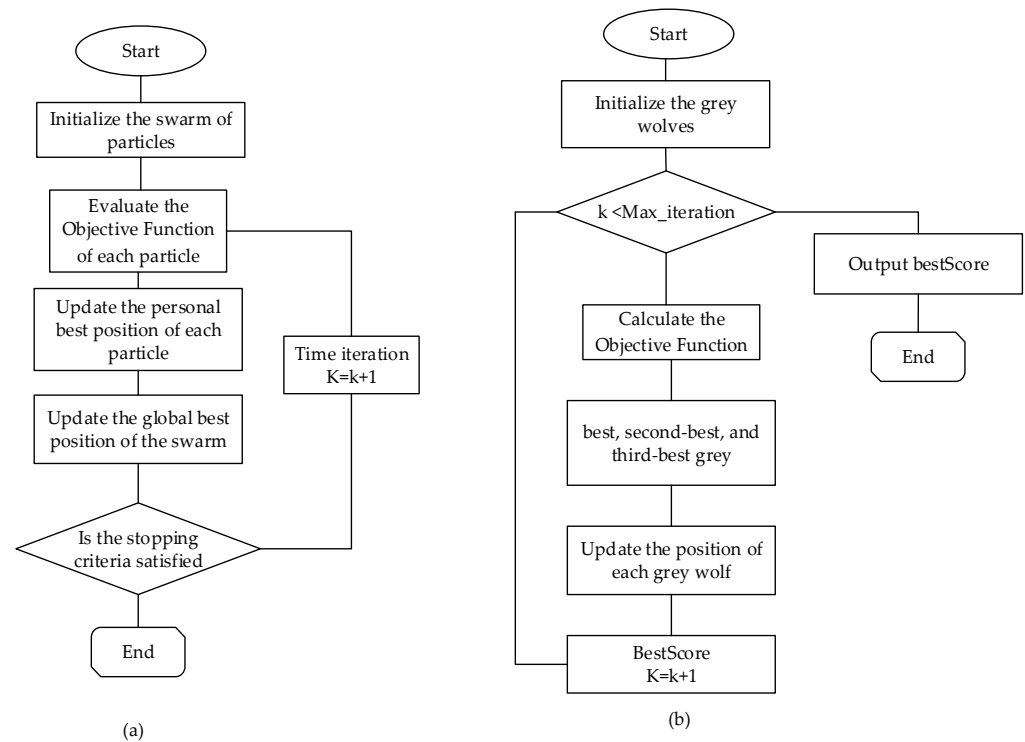 Start
Initialize the swarm of
particles
Evaluate the
Objective Function
of each particle
Update the personal
best position of each
particle
Time iteration
K=k+1
Update the global best
position of the swarm
Is the stopping
criteria satisfied
End
(a)
Start
Initialize the grey
wolves
k <Max_iteration
Output bestScore
End
Calculate the
Objective Function
best, second-best, and
third-best grey
Update the position of
each grey wolf
BestScore
K=k+1
(b)